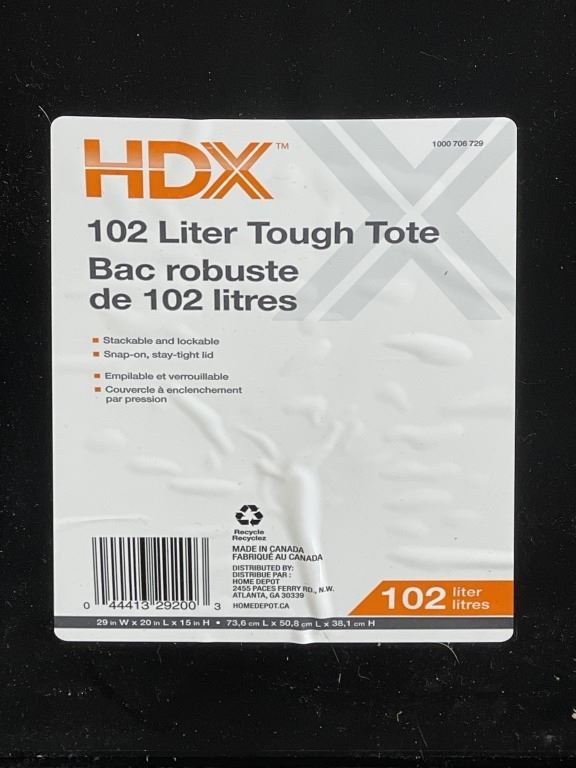 HDX™
1000 706 729
102 Liter Tough Tote
Bac robuste
de 102 litres
Stackable and lockable
Snap-on, stay-tight lid
Empilable et verrouillable
Couvercle à enclenchement
par pression
Recycle
Recyclez
MADE IN CANADA
FABRIQUÉ AU CANADA
DISTRIBUTED BY:
DISTRIBUE PAR :
HOME DEPOT
2455 PACES FERRY RD., N.W.
ATLANTA, GA 30339
HOMEDEPOT.CA
0 44413 29200 3
102 liter
litres
29 in W x 20 in L x 15 in H • 73,6 cm L x 50,8 cm L x 38,1 cm H